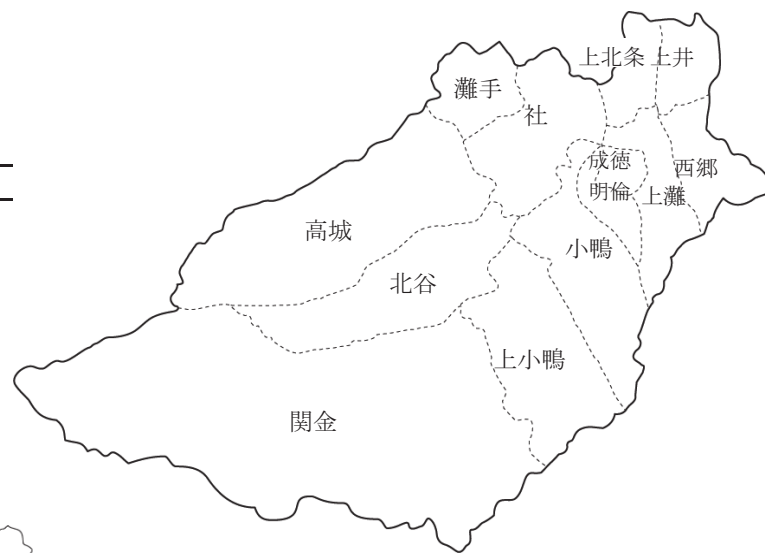 上北条
上井
灘手
社
成徳
西郷
明倫
上灘
高城
小鴨
北谷
上小鴨
関金